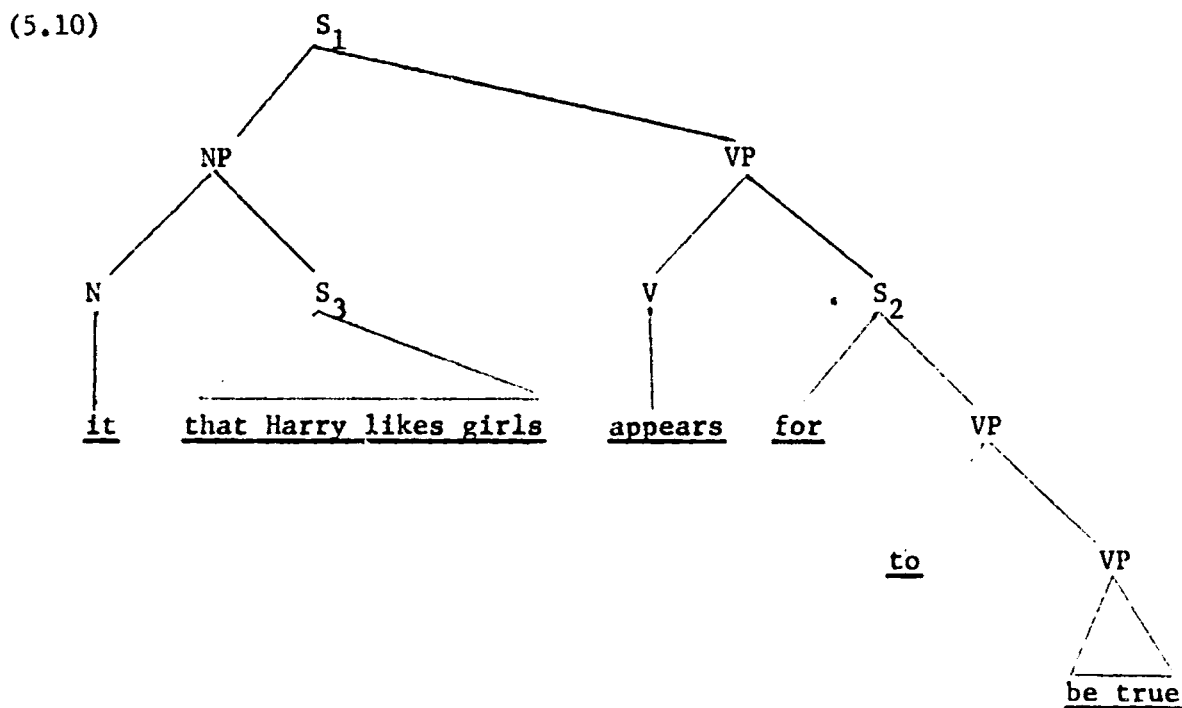 (5.10)
S1
NP VP
N S3 V S2
it that Harry likes girls appears for VP
to VP
be true